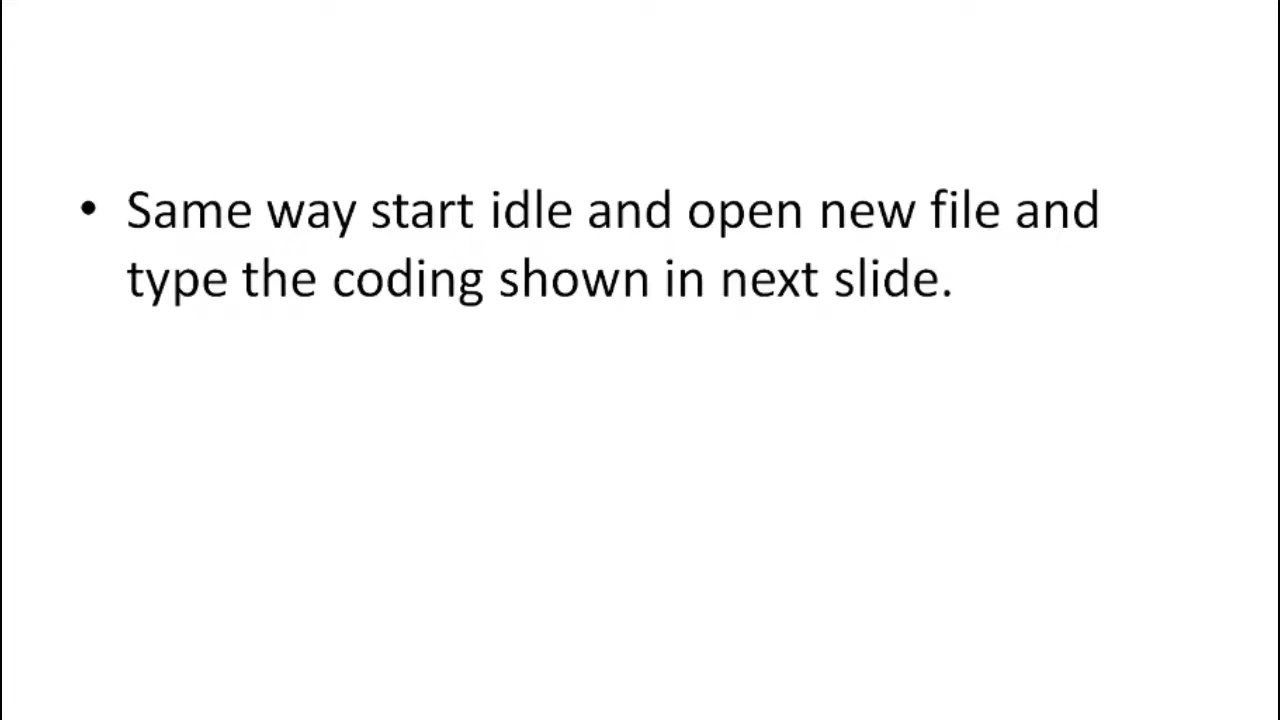 • Same way start idle and open new file and
type the coding shown in next slide.